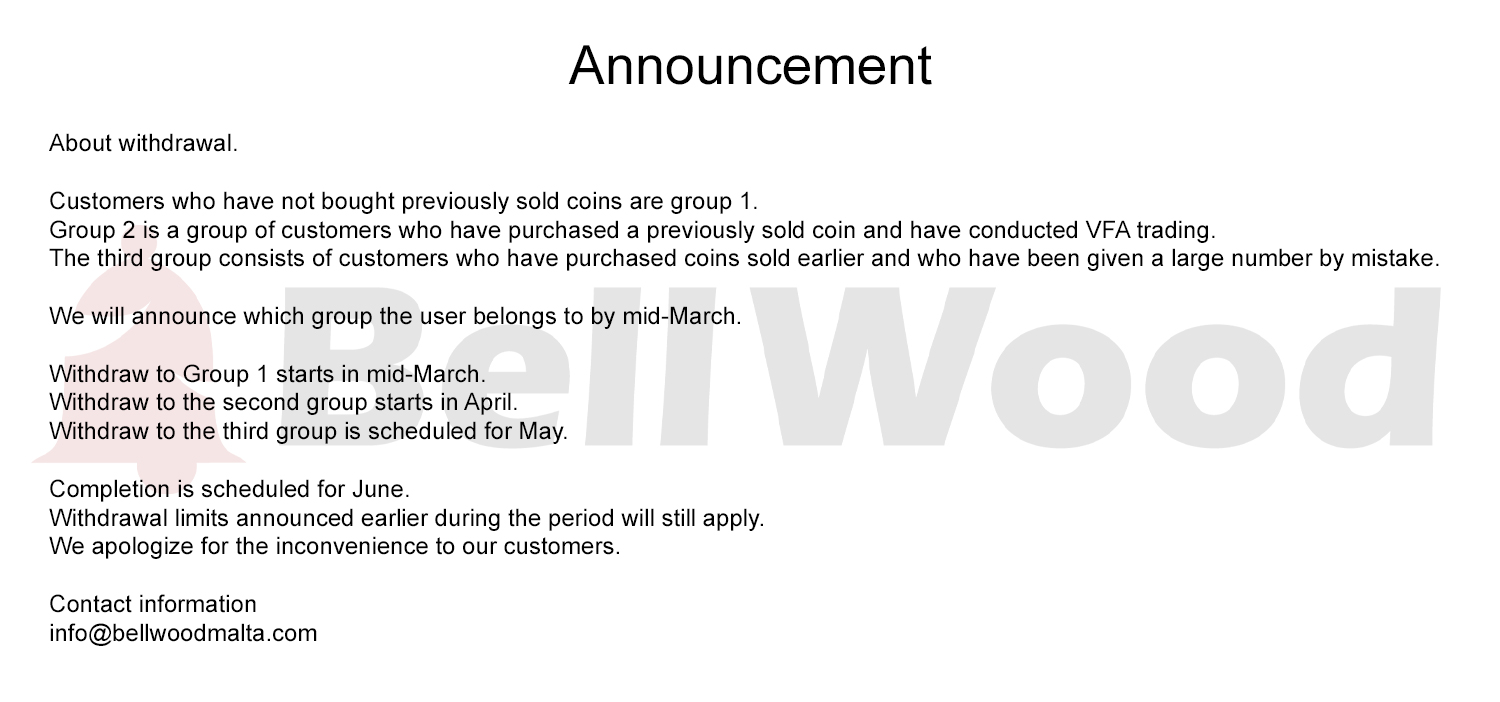 Announcement
About withdrawal.
Customers who have not bought previously sold coins are group 1.
Group 2 is a group of customers who have purchased a previously sold coin and have conducted VFA trading.
The third group consists of customers who have purchased coins sold earlier and who have been given a large number by mistake.
We will announce which group the user belongs to by mid-March.
Withdraw to Group 1 starts in mid-March.
Withdraw to the second group starts in April.
Withdraw to the third group is scheduled for May.
BellWood
Completion is scheduled for June.
Withdrawal limits announced earlier during the period will still apply.
We apologize for the inconvenience to our customers.
Contact information
info@bellwoodmalta.com